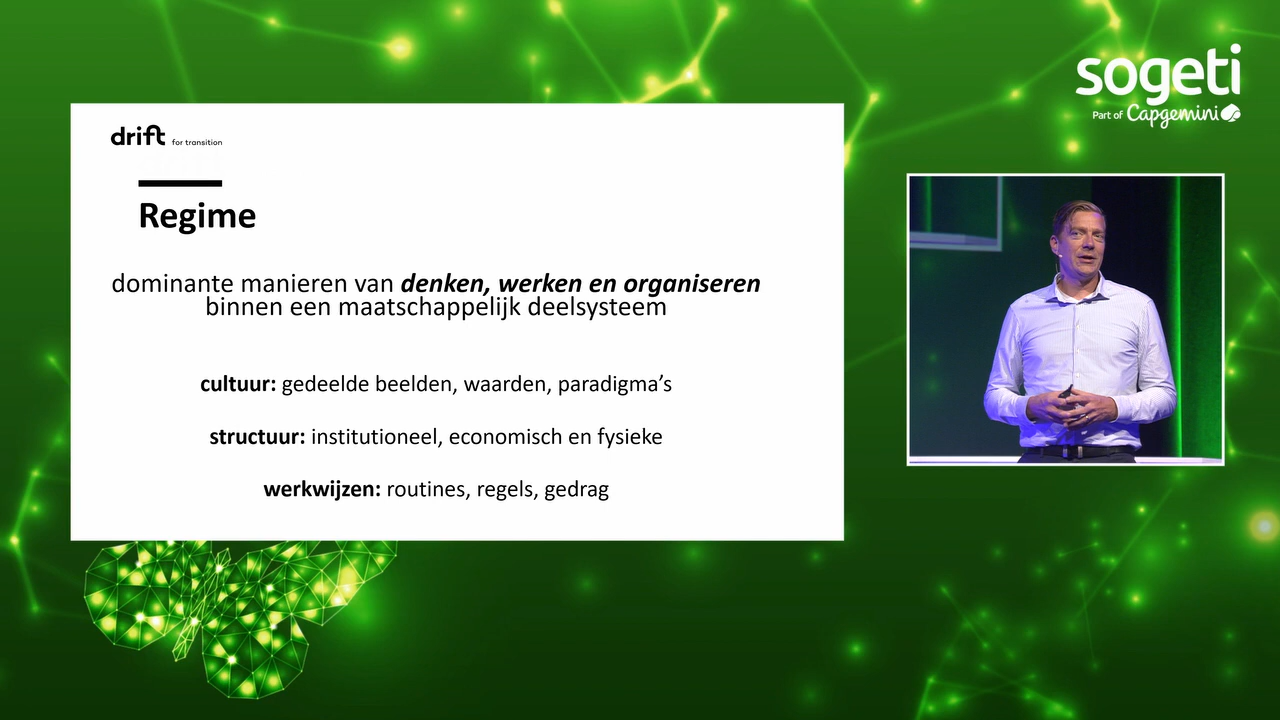 sogeti
Part of Capgemini
drift for transition
Regime
dominante manieren van denken, werken en organiseren
binnen een maatschappelijk deelsysteem
cultuur: gedeelde beelden, waarden, paradigma’s
structuur: institutioneel, economisch en fysieke
werkwijzen: routines, regels, gedrag